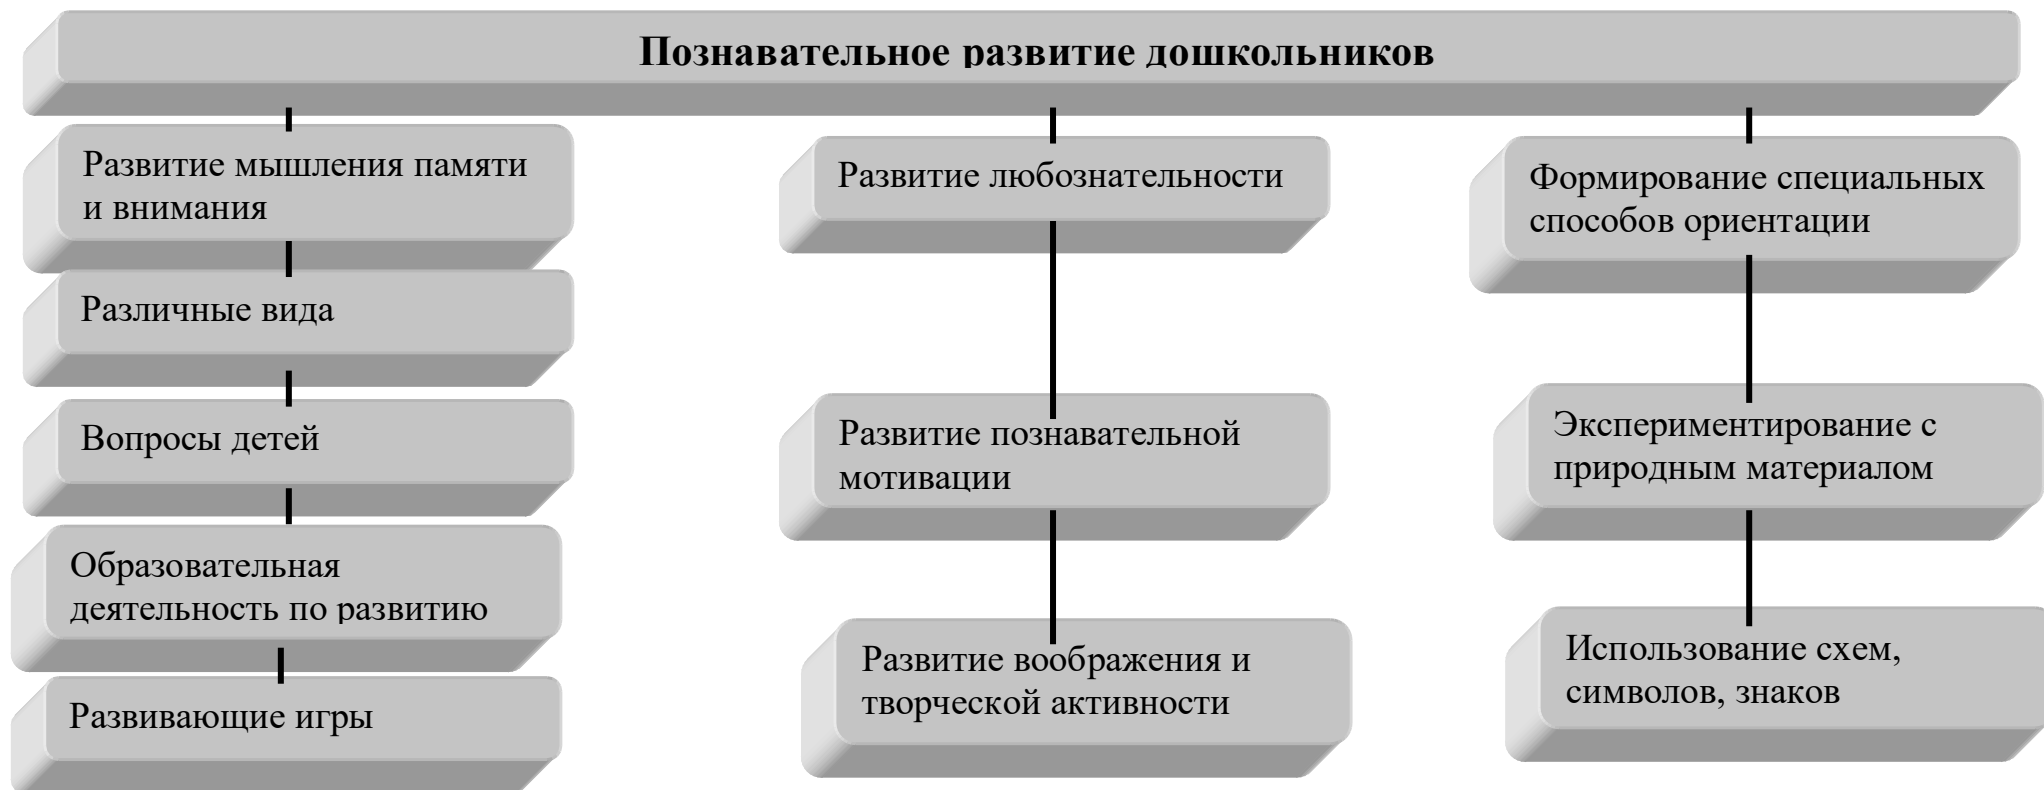 Познавательное развитие дошкольников
Развитие мышления памяти
и внимания
Различные вида
Вопросы детей
Образовательная
деятельность по развитию
Развивающие игры
Развитие любознательности
Развитие познавательной
мотивации
Развитие воображения и
творческой активности
Формирование специальных
способов ориентации
Экспериментирование с
природным материалом
Использование схем,
символов, знаков